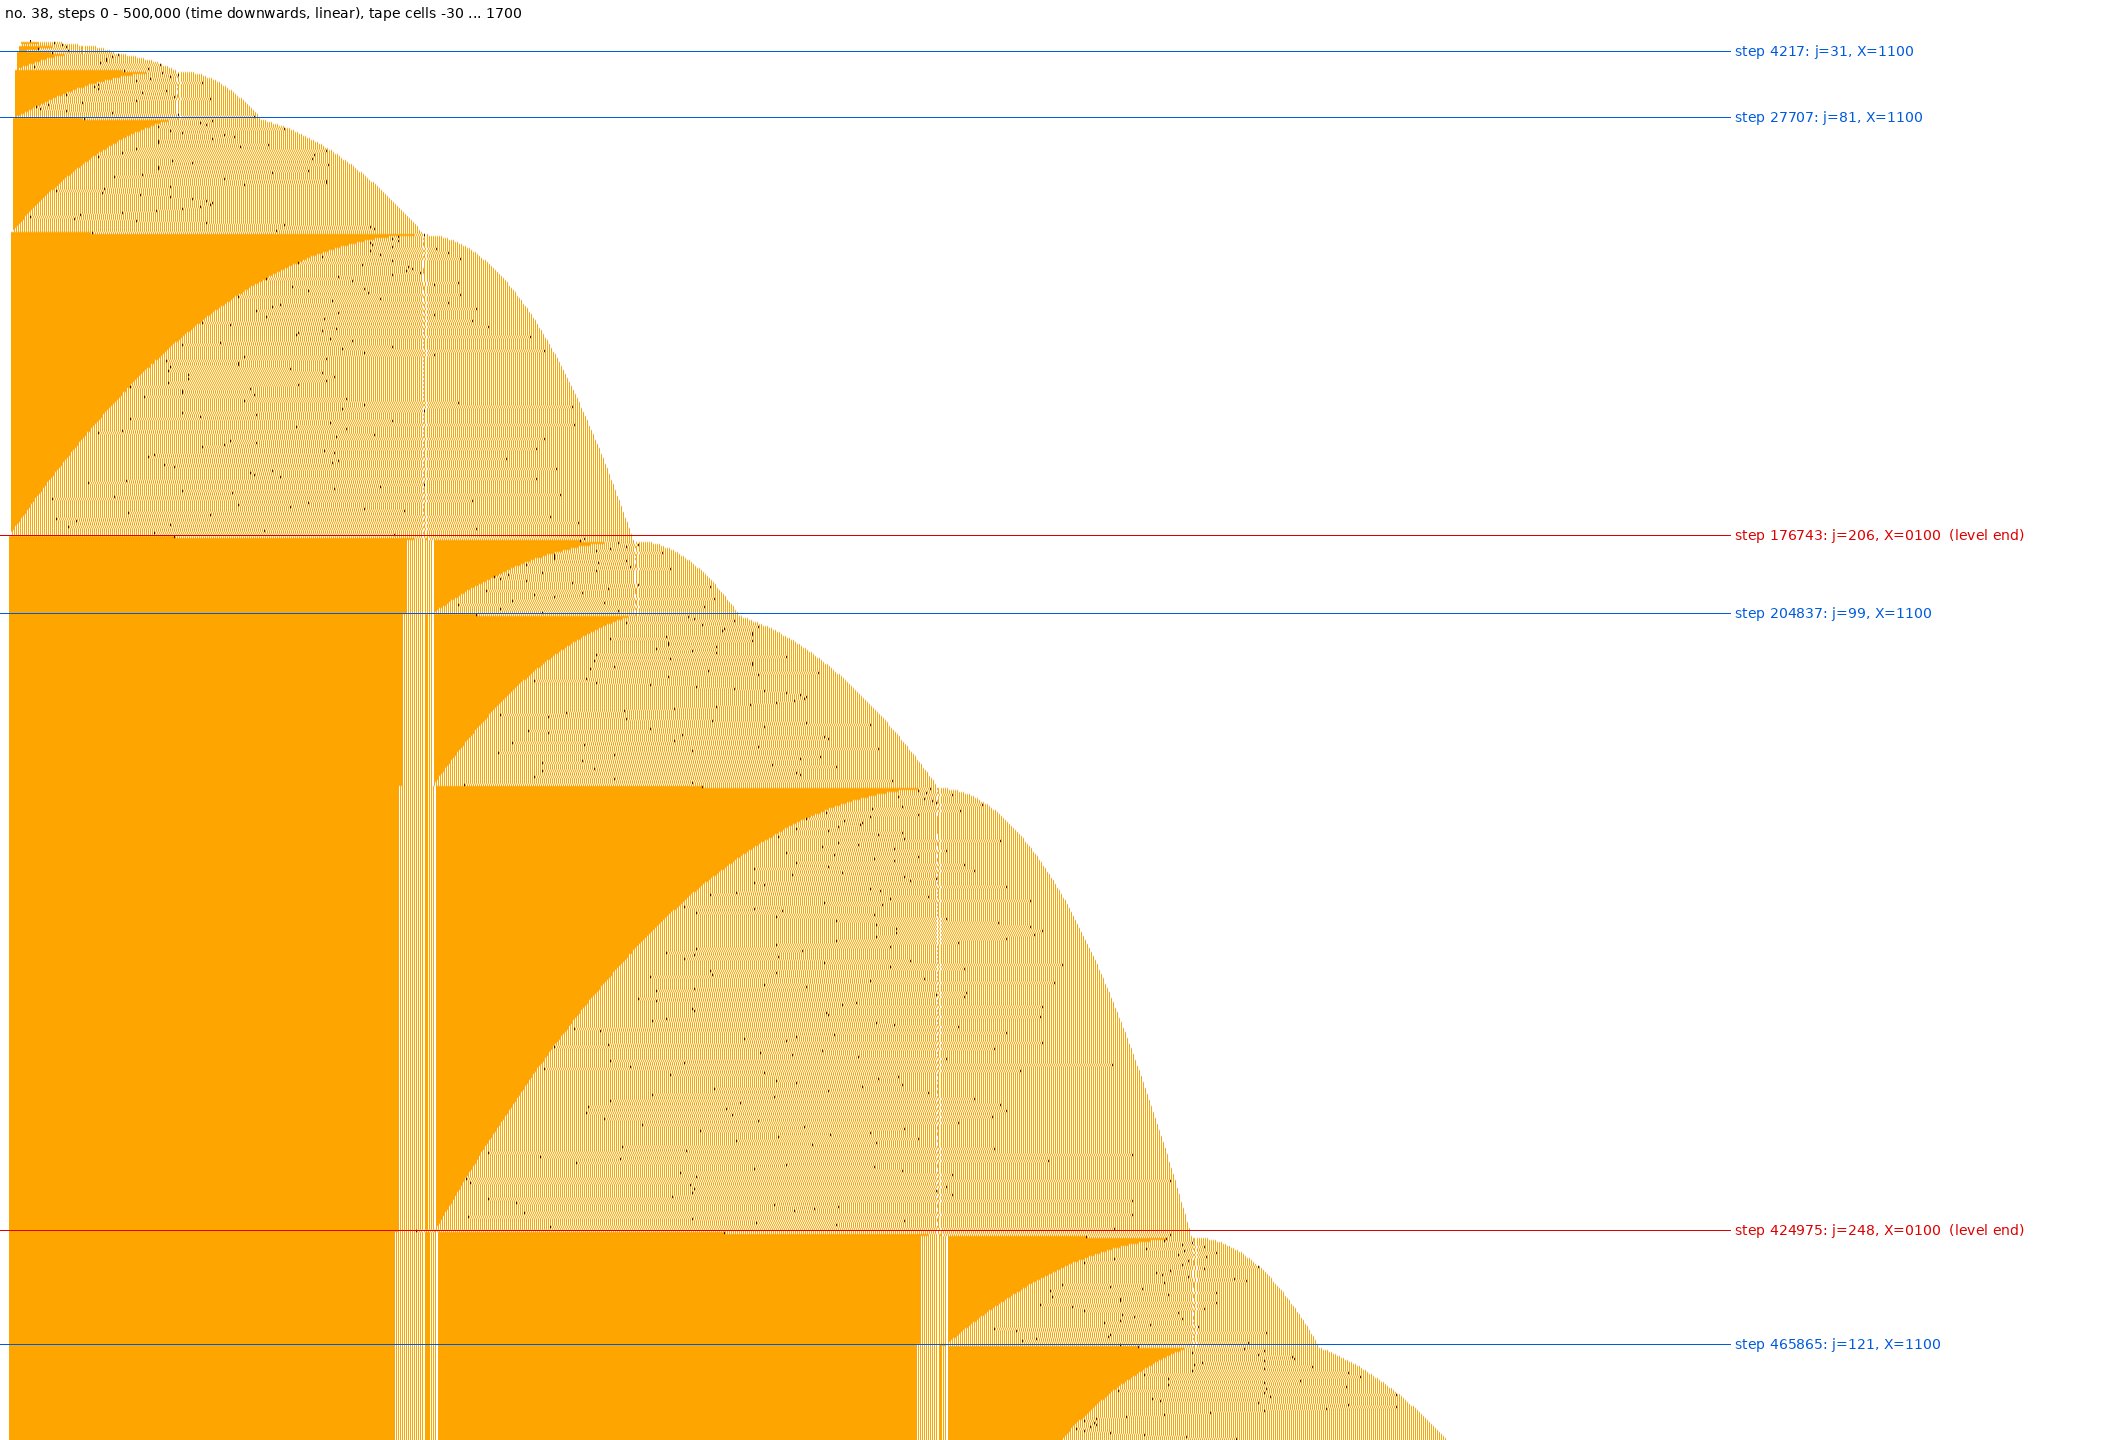 no. 38, steps 0 - 500,000 (time downwards, linear), tape cells -30 ... 1700
step 4217: j=31, X=1100
step 27707: j=81, X=1100
step 176743: j=206, X=0100  (level end)
step 204837: j=99, X=1100
step 424975: j=248, X=0100  (level end)
step 465865: j=121, X=1100